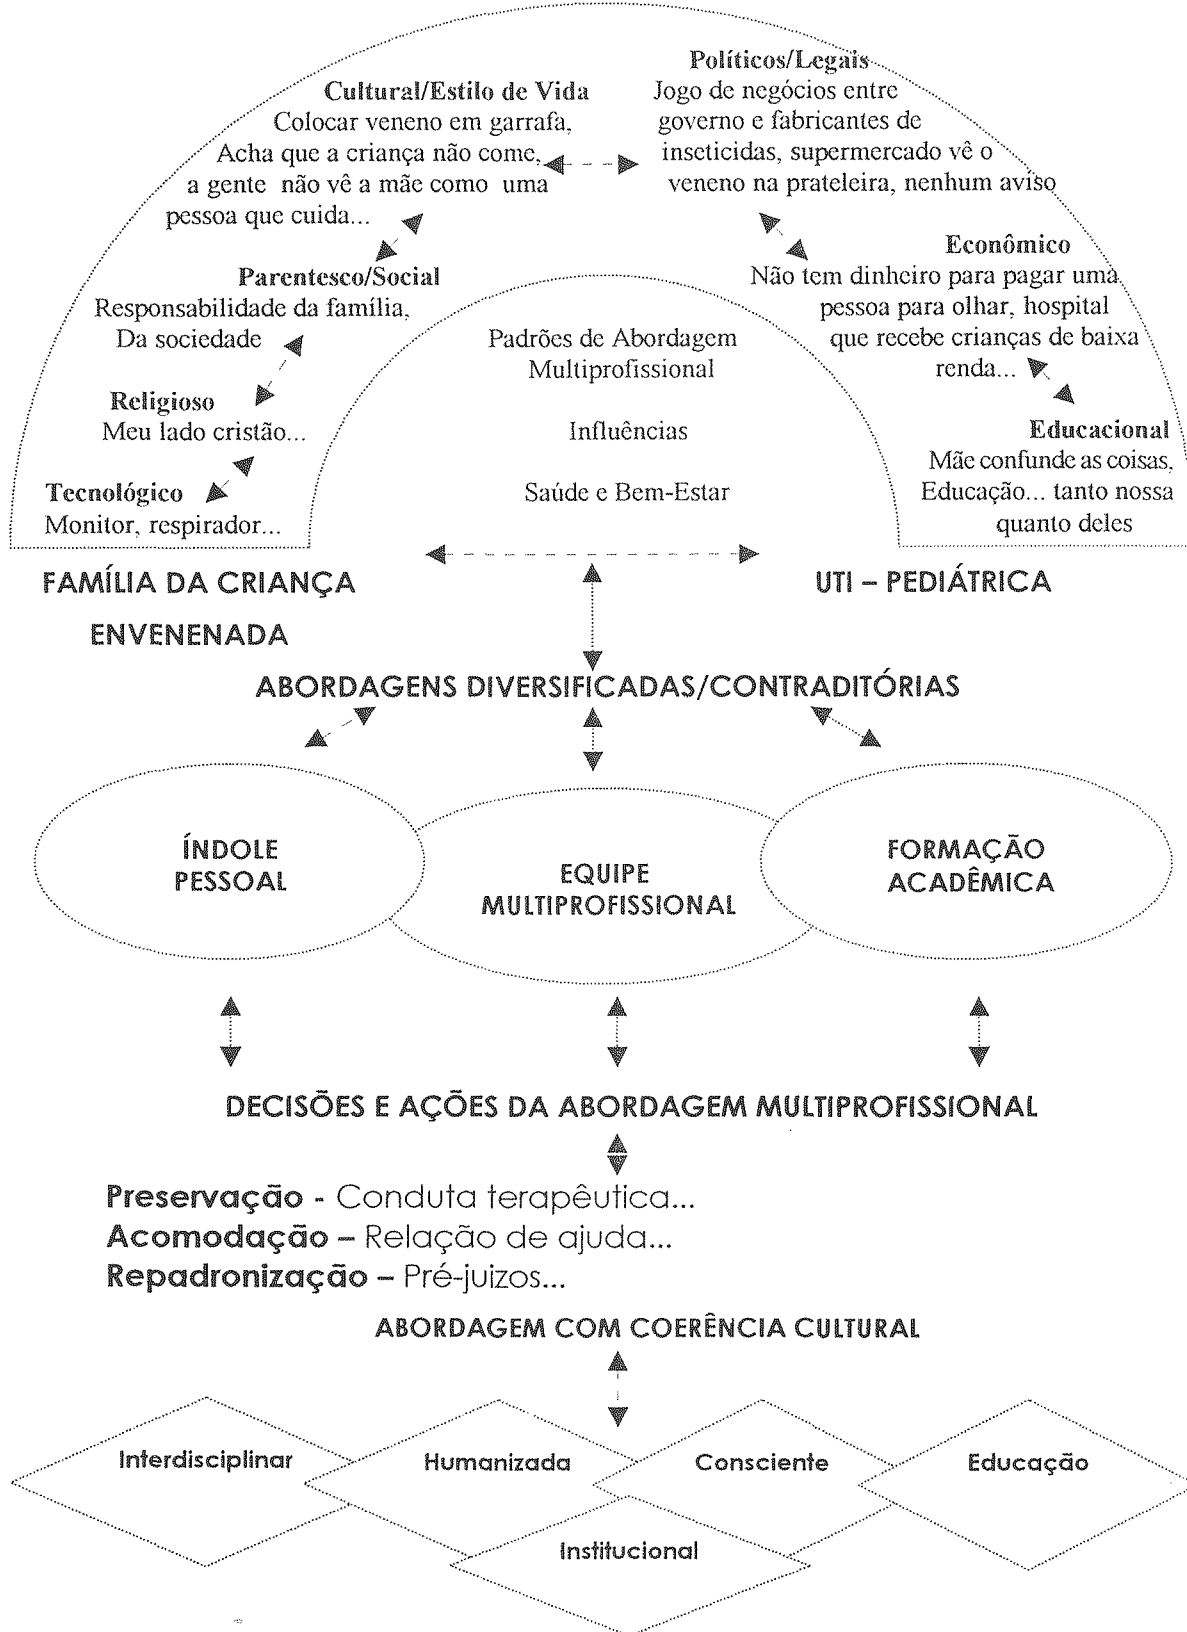 Políticos/Legais
Jogo de negócios entre
governo e fabricantes de
inseticidas, supermercado vê o
veneno na prateleira, nenhum aviso
Cultural/Estilo de Vida
Colocar veneno em garrafa,
Acha que a criança não come,
a gente não vê a mãe como uma
pessoa que cuida...
Econômico
Não tem dinheiro para pagar uma
pessoa para olhar, hospital
que recebe crianças de baixa
renda...
Parentesco/Social
Responsabilidade da família,
Da sociedade
Padrões de Abordagem
Multiprofissional
Influências
Saúde e Bem-Estar
Religioso
Meu lado cristão...
Educacional
Mãe confunde as coisas,
Educação... tanto nossa
quanto deles
Tecnológico
Monitor, respirador...
FAMÍLIA DA CRIANÇA
ENVENENADA
UTI – PEDIÁTRICA
ABORDAGENS DIVERSIFICADAS/CONTRADITÓRIAS
ÍNDOLE
PESSOAL
EQUIPE
MULTIPROFISSIONAL
FORMAÇÃO
ACADÊMICA
DECISÕES E AÇÕES DA ABORDAGEM MULTIPROFISSIONAL
Preservação - Conduta terapêutica...
Acomodação – Relação de ajuda...
Repadronização – Pré-juizos...
ABORDAGEM COM COERÊNCIA CULTURAL
Interdisciplinar
Humanizada
Consciente
Educação
Institucional